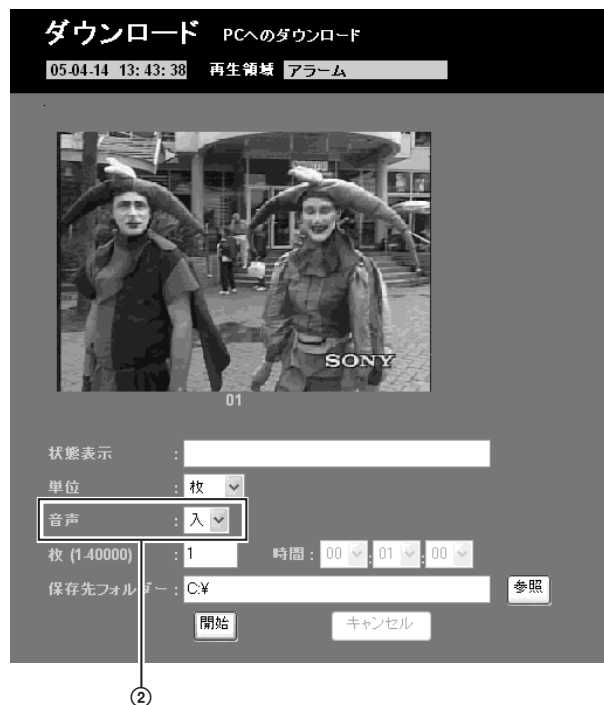 ダウンロード PCへのダウンロード
05-04-14 13:43:38 再生領域 アラーム
SONY
01
状態表示 :
単位 : 枚
音声 : 入
枚 (1-40000) : 1 時間 : 00 : 01 : 00
保存先フォルダー : C:¥ 参照
開始 キャンセル
②